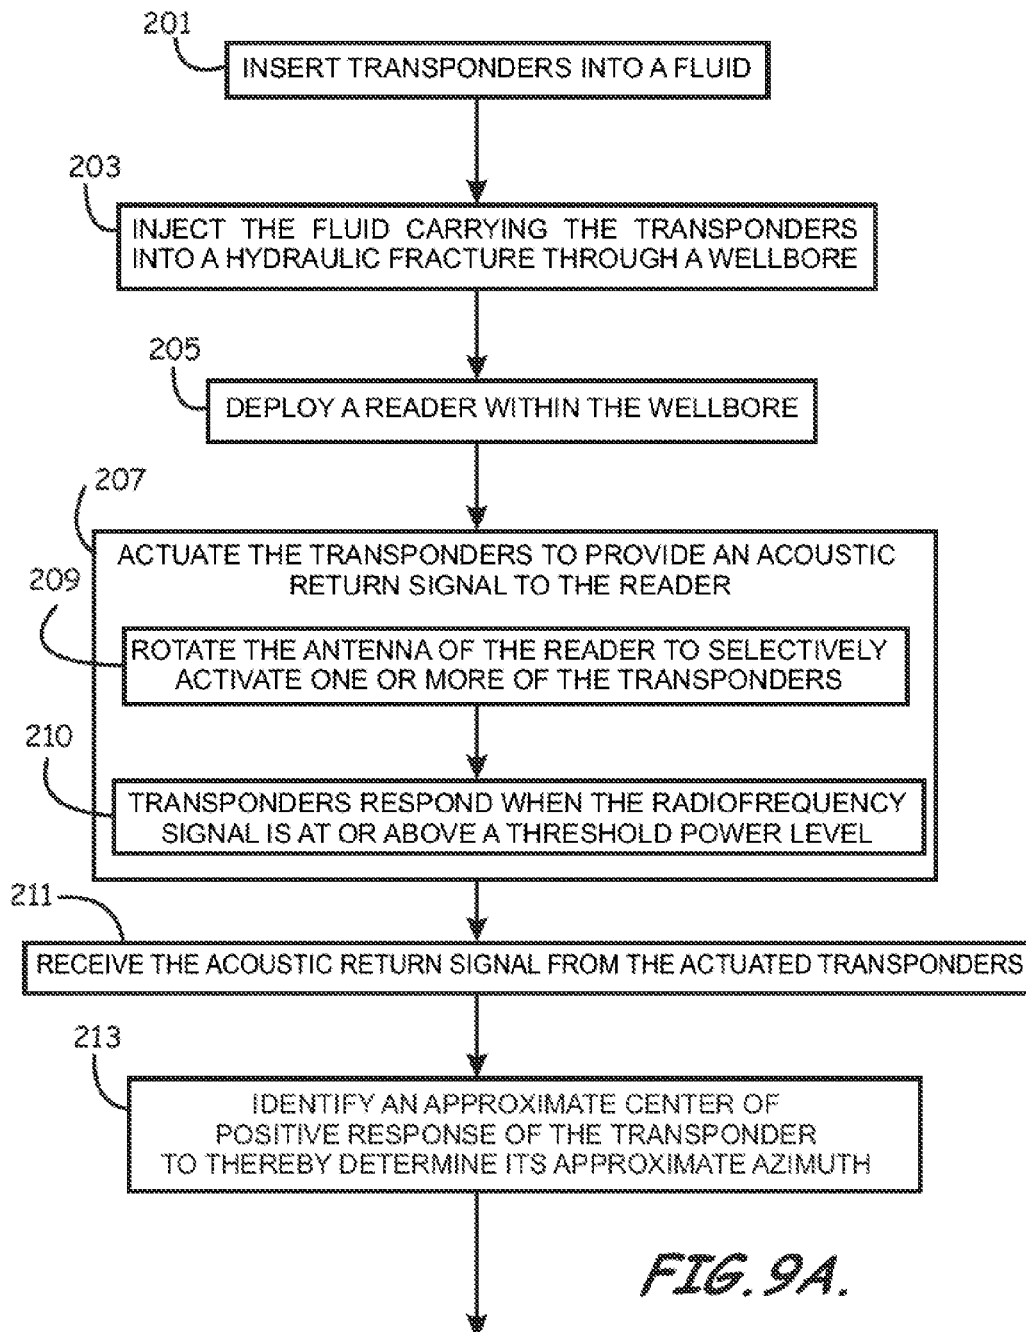 201
INSERT TRANSPONDERS INTO A FLUID
203
INJECT THE FLUID CARRYING THE TRANSPONDERS
INTO A HYDRAULIC FRACTURE THROUGH A WELLBORE
205
DEPLOY A READER WITHIN THE WELLBORE
207
ACTUATE THE TRANSPONDERS TO PROVIDE AN ACOUSTIC
RETURN SIGNAL TO THE READER
209
ROTATE THE ANTENNA OF THE READER TO SELECTIVELY
ACTIVATE ONE OR MORE OF THE TRANSPONDERS
210
TRANSPONDERS RESPOND WHEN THE RADIOFREQUENCY
SIGNAL IS AT OR ABOVE A THRESHOLD POWER LEVEL
211
RECEIVE THE ACOUSTIC RETURN SIGNAL FROM THE ACTUATED TRANSPONDERS
213
IDENTIFY AN APPROXIMATE CENTER OF
POSITIVE RESPONSE OF THE TRANSPONDER
TO THEREBY DETERMINE ITS APPROXIMATE AZIMUTH
FIG. 9A.